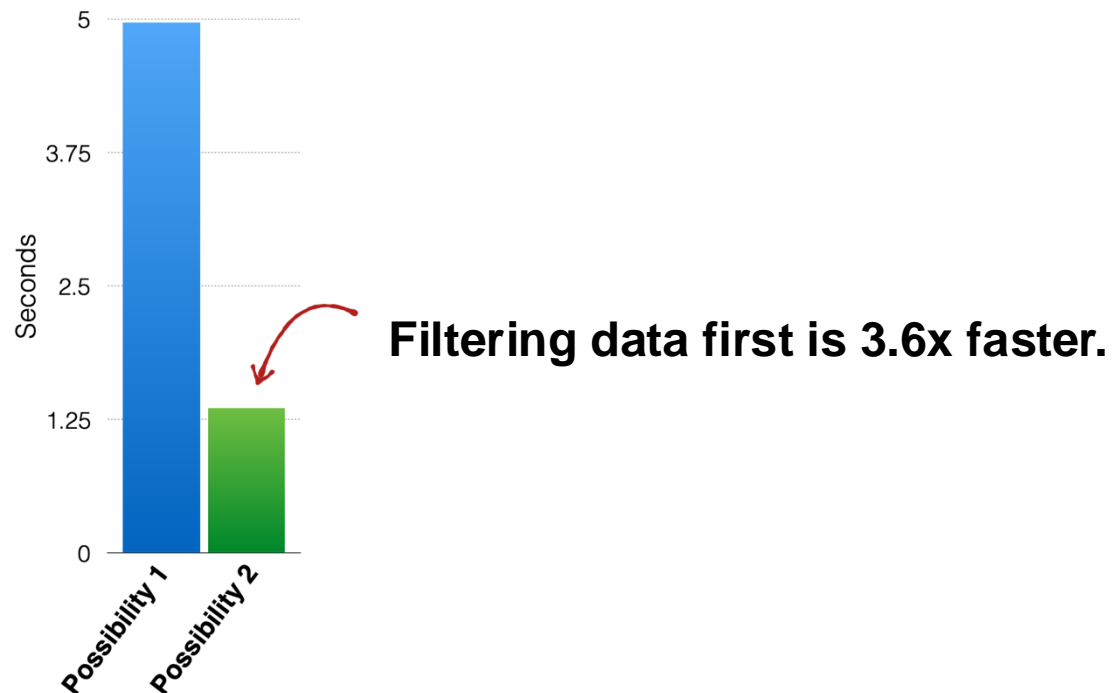 5
3.75
Seconds
2.5
Filtering data first is 3.6x faster.
1.25
0
Possibility 1
Possibility 2